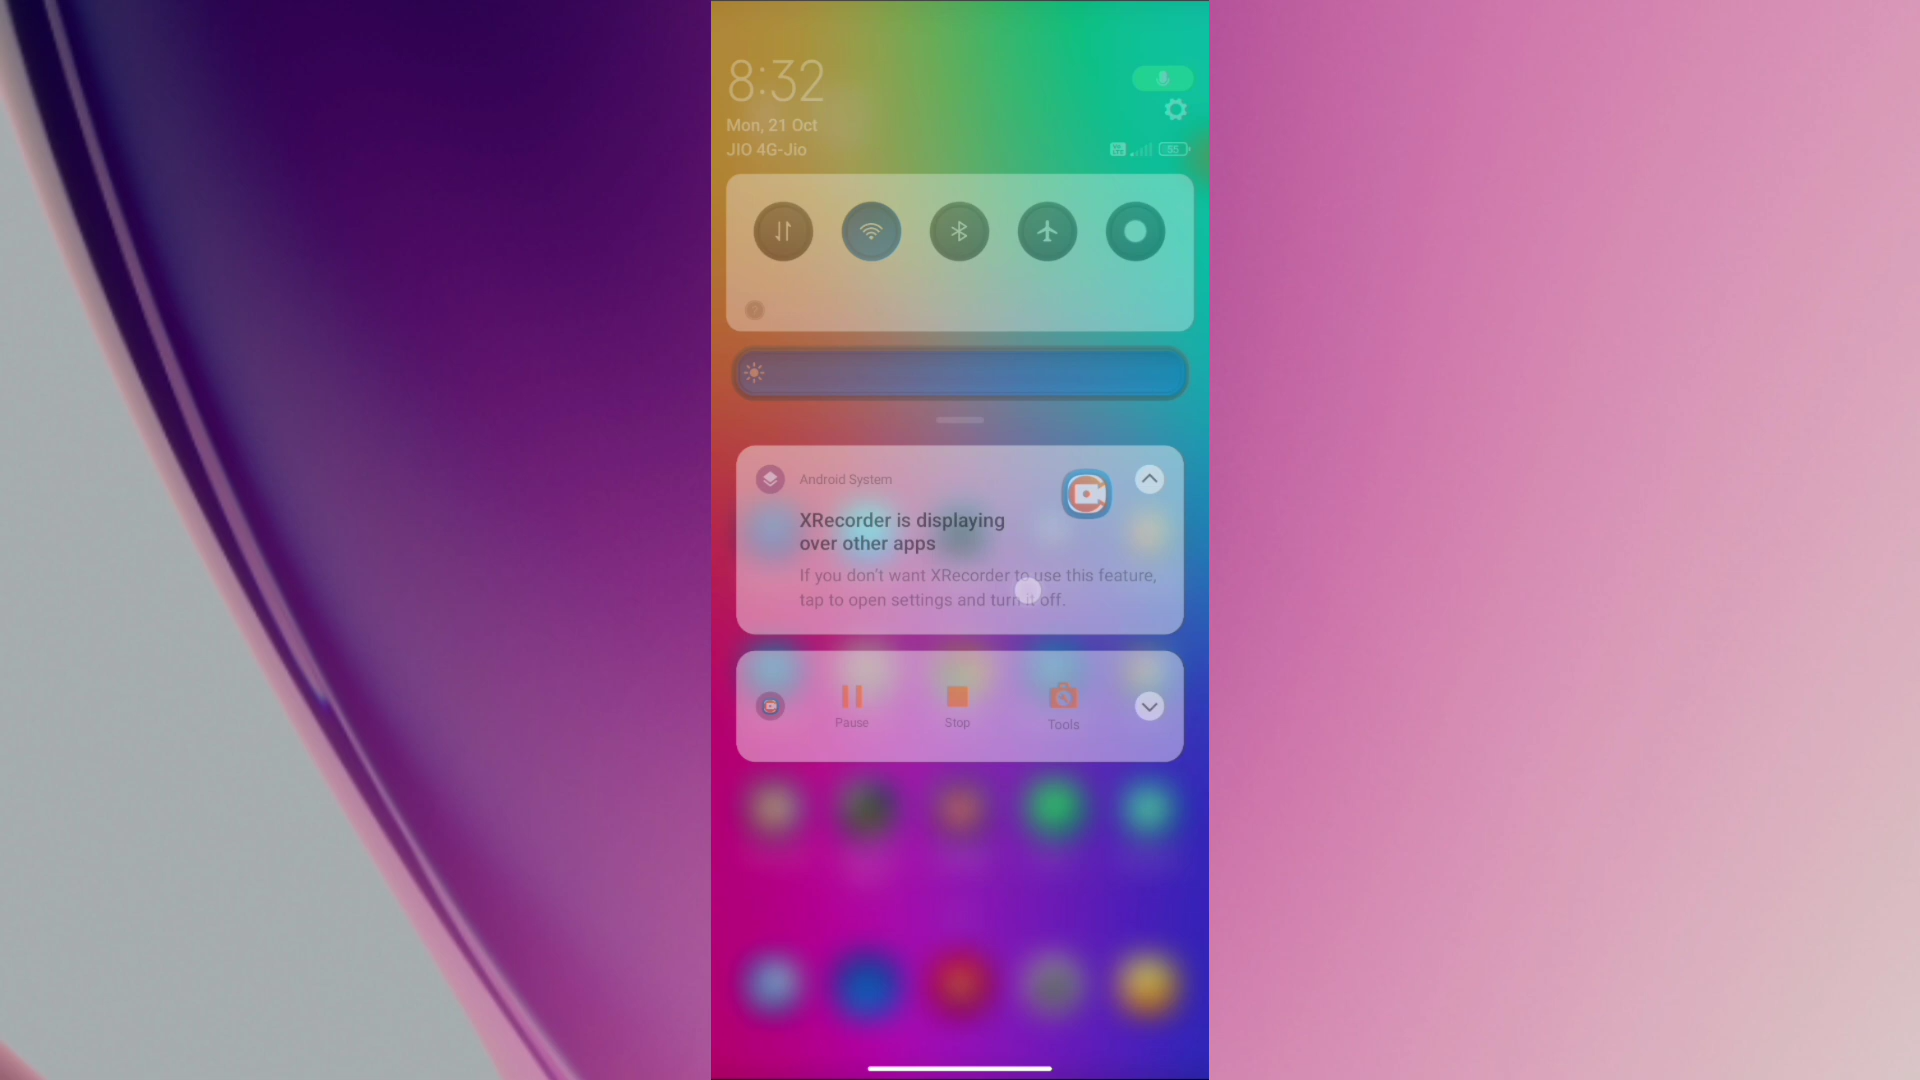 8:32
Mon, 21 Oct
JIO 4G-Jio
55
Android System
XRecorder is displaying
over other apps
If you don't want XRecorder to use this feature,
tap to open settings and turn it off.
Pause
Stop
Tools